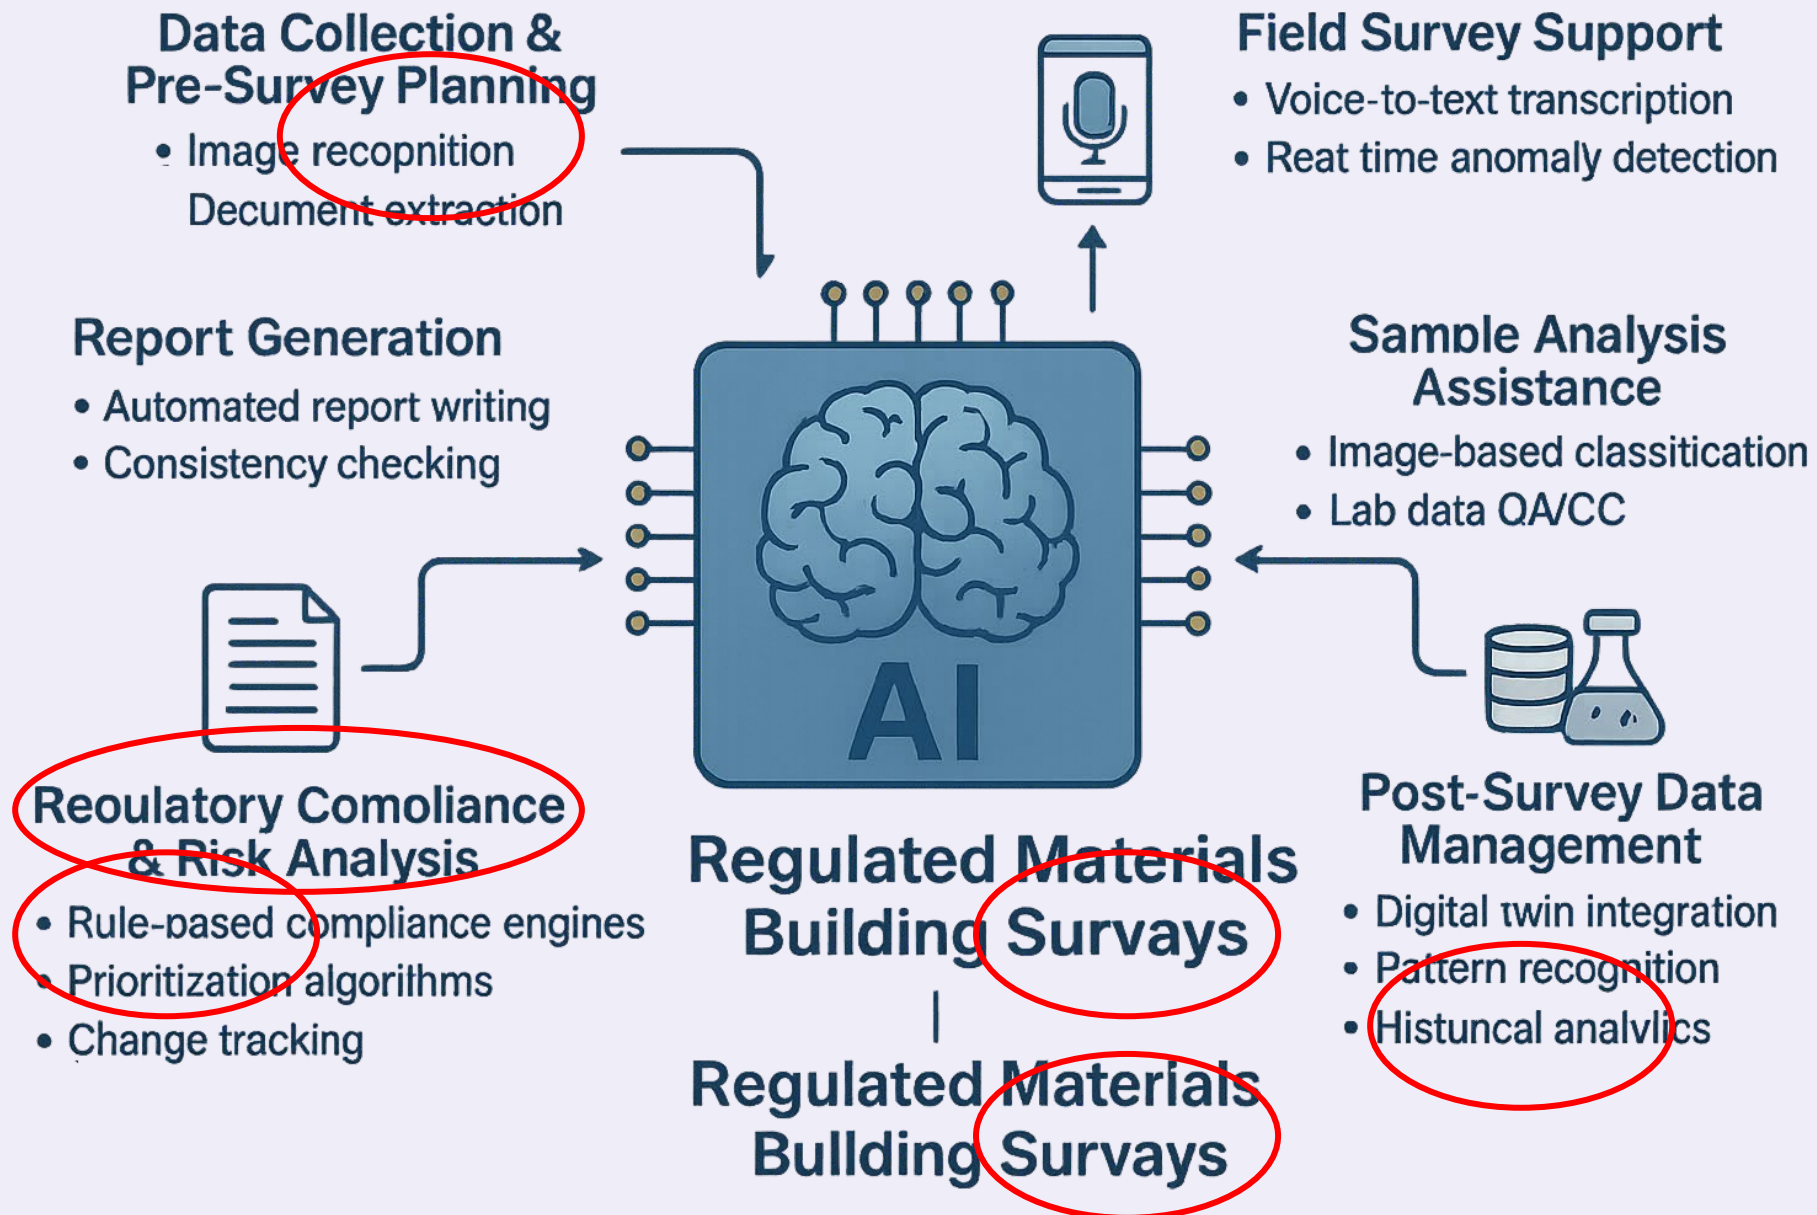 Data Collection &
Pre-Survey Planning
• Image recopnition
Decument extraction
Field Survey Support
• Voice-to-text transcription
• Reat time anomaly detection
Report Generation
• Automated report writing
• Consistency checking
Sample Analysis
Assistance
• Image-based classitication
• Lab data QA/CC
AI
Reoulatory Comoliance
& Risk Analysis
• Rule-based compliance engines
• Prioritization algorilhms
• Change tracking
Regulated Materials
Building Survays
Regulated Materials
Bullding Survays
Post-Survey Data
Management
• Digital twin integration
• Pattern recognition
• Histuncal analvlics